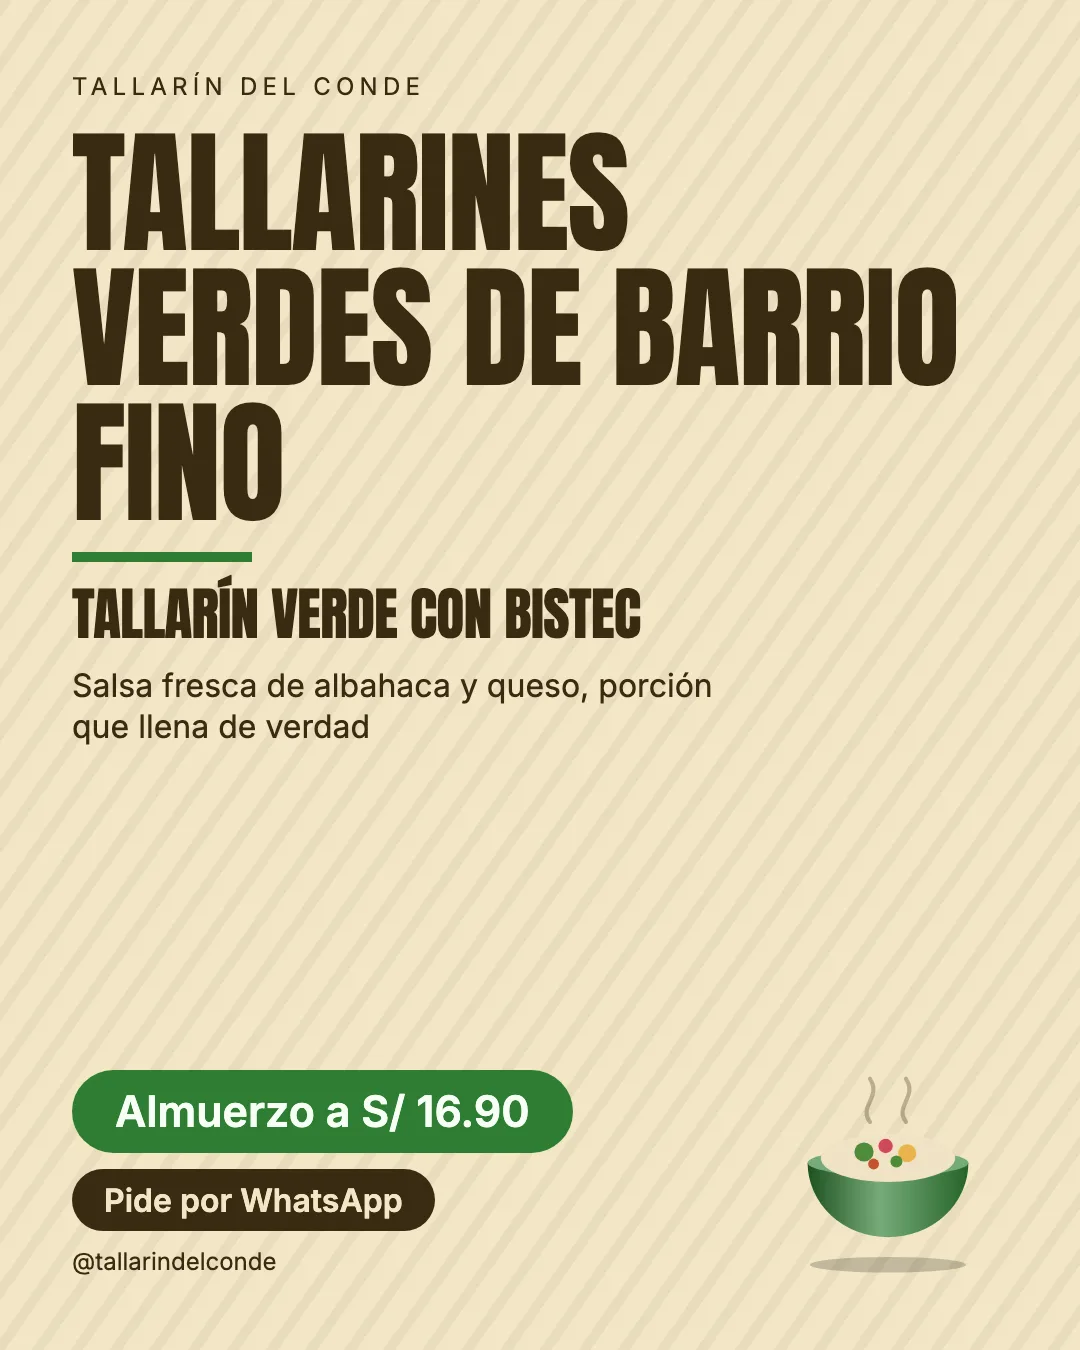 TALLARÍN DEL CONDE
TALLARINES
VERDES DE BARRIO
FINO
TALLARÍN VERDE CON BISTEC
Salsa fresca de albahaca y queso, porción
que llena de verdad
Almuerzo a S/ 16.90
Pide por WhatsApp
@tallarindelconde